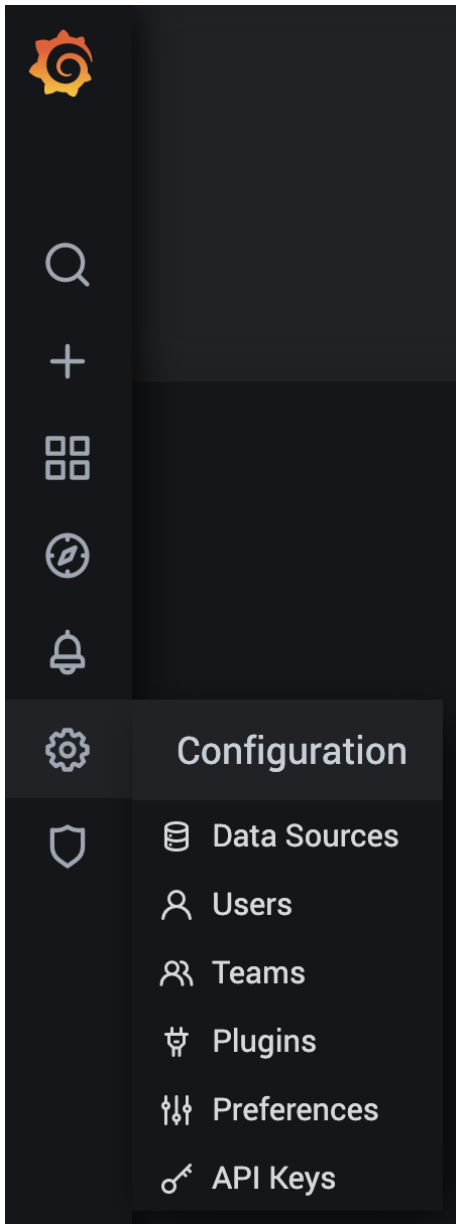 Configuration
Data Sources
Users
Teams
Plugins
Preferences
API Keys